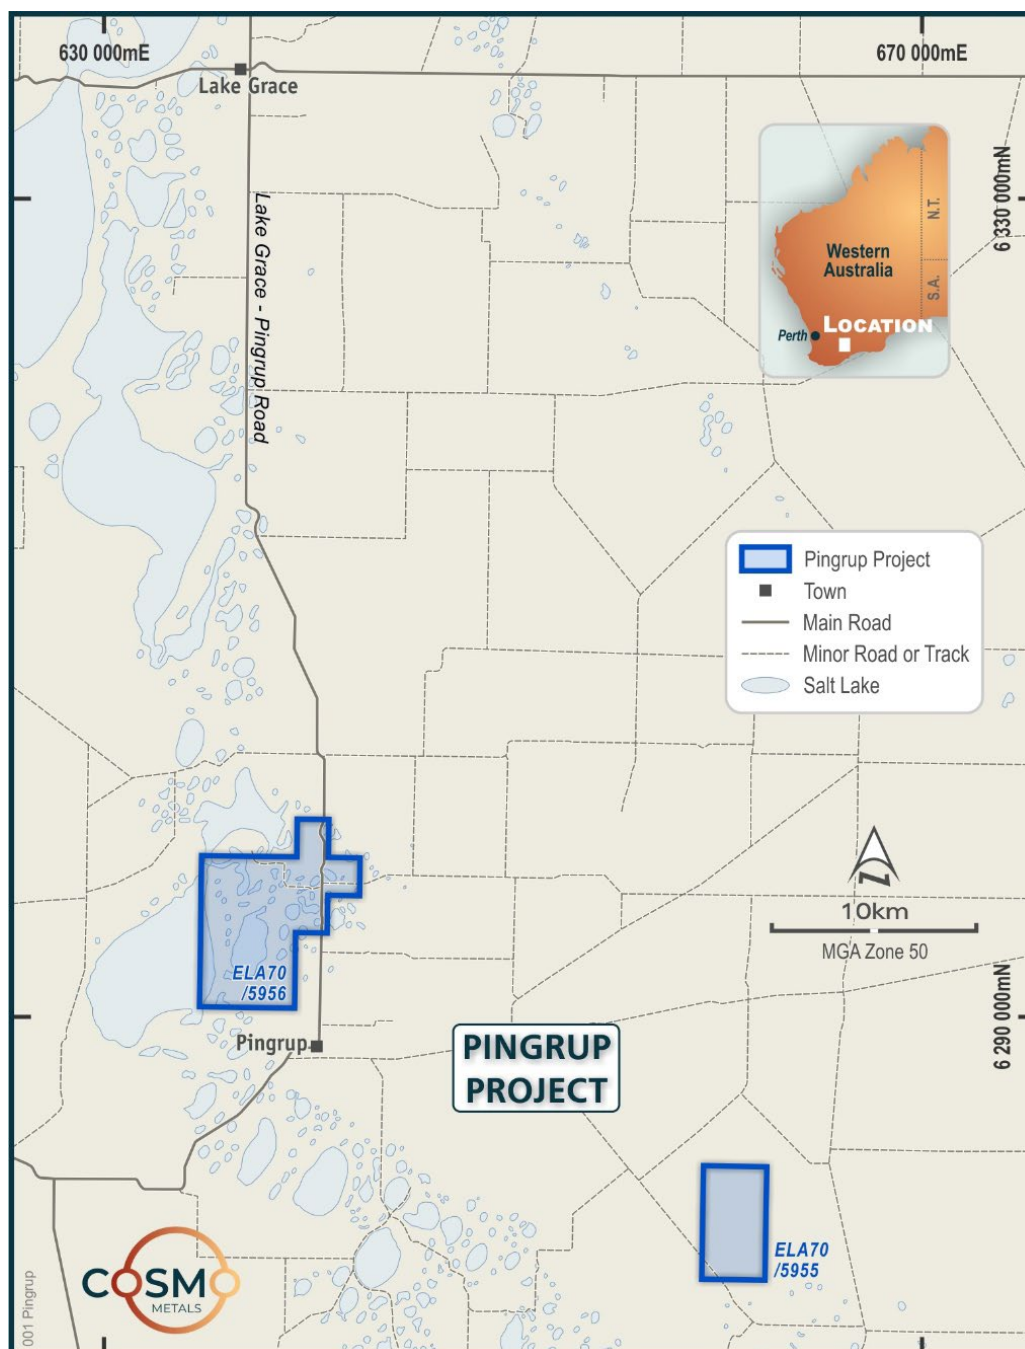 630 000mE
670 000mE
Lake Grace
6 330 000mN
Lake Grace - Pingrup Road
N.T.
Western
Australia
S.A.
LOCATION
Perth
Pingrup Project
Town
Main Road
Minor Road or Track
Salt Lake
Z
10km
MGA Zone 50
ELA70
/5956
6 290 000mN
Pingrup
PINGRUP
PROJECT
ELA70
/5955
COSMO
METALS
001 Pingrup